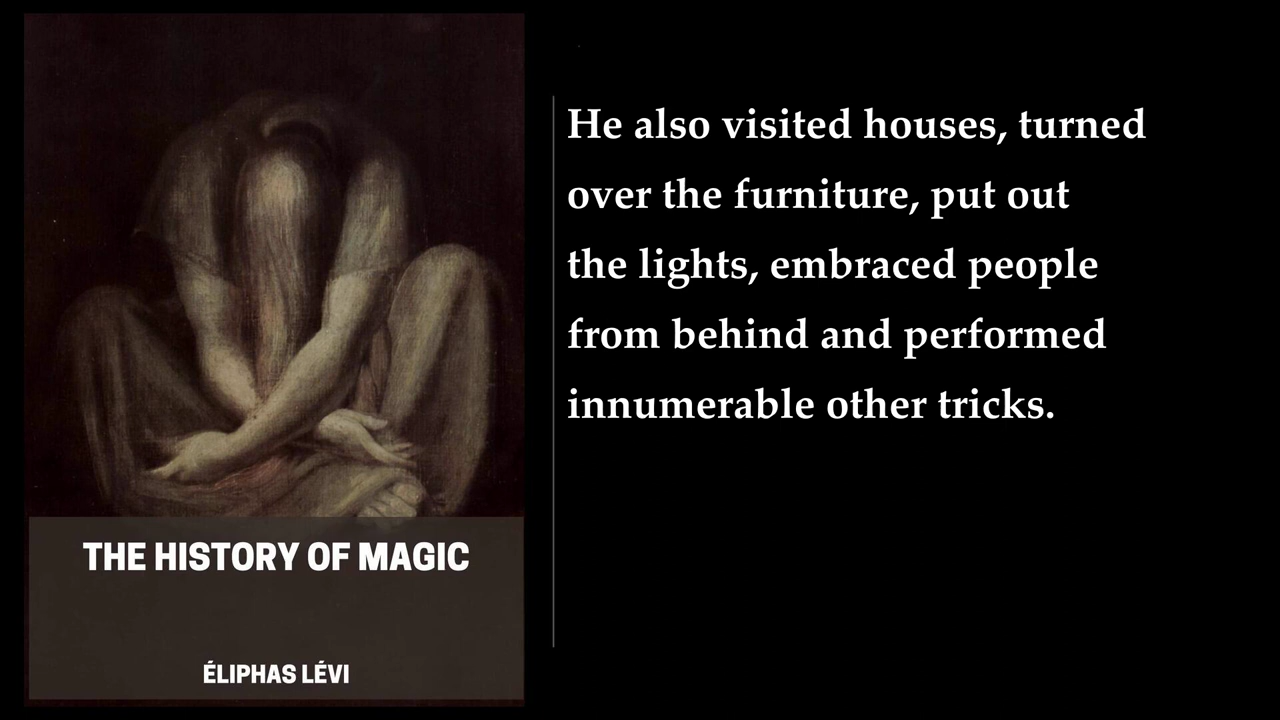 He also visited houses, turned
over the furniture, put out
the lights, embraced people
from behind and performed
innumerable other tricks.
THE HISTORY OF MAGIC
ÉLIPHAS LÉVI